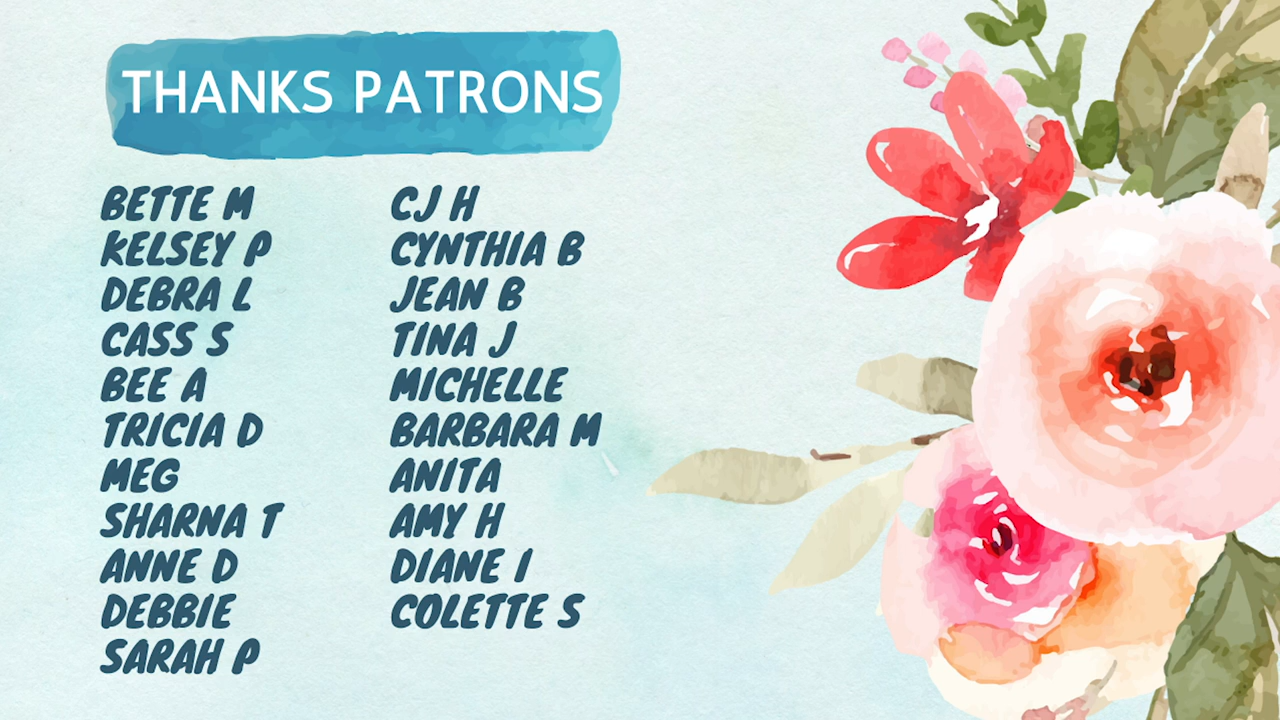 THANKS PATRONS
BETTE M
KELSEY P
DEBRA L
CASS S
BEE A
TRICIA D
MEG
SHARNA T
ANNE D
DEBBIE
SARAH P
CJ H
CYNTHIA B
JEAN B
TINA J
MICHELLE
BARBARA M
ANITA
AMY H
DIANE I
COLETTE S